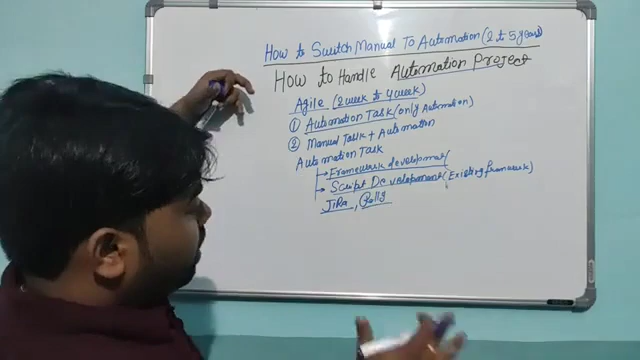 How to Switch Manual To Automation (2 to 5 years)
How to Handle Automation Project
Agile (2 week to 4 week)
① Automation Task (only Automation)
② Manual Task + Automation
Automation Task
→ Framework development
→ Script Development (Existing framework)
JiRa,